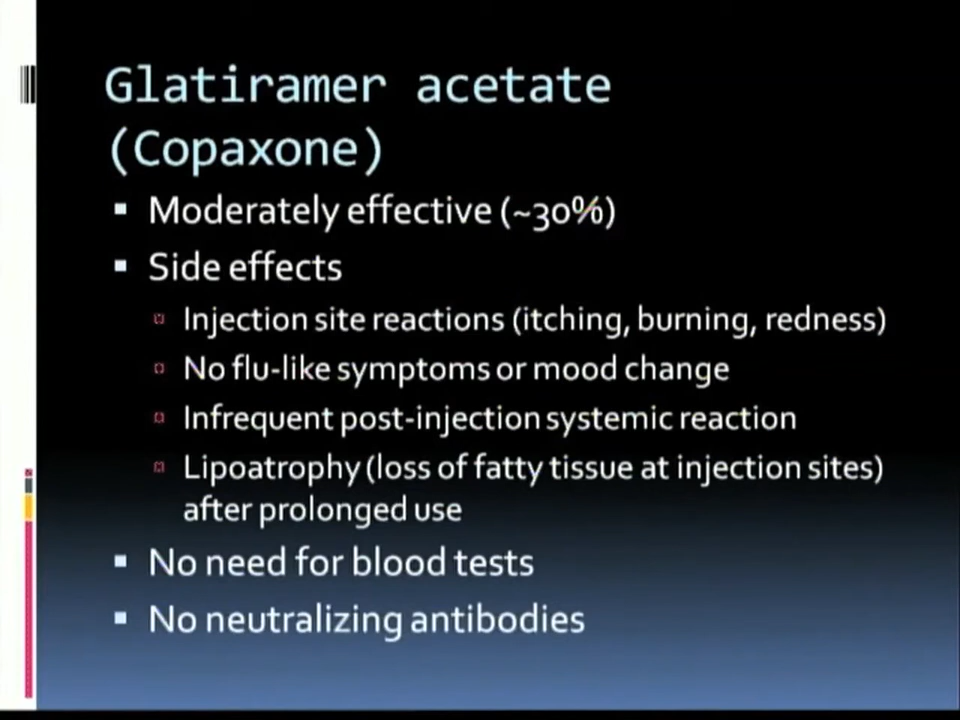 Glatiramer acetate
(Copaxone)
Moderately effective (~30%)
Side effects
Injection site reactions (itching, burning, redness)
No flu-like symptoms or mood change
Infrequent post-injection systemic reaction
Lipoatrophy (loss of fatty tissue at injection sites)
after prolonged use
No need for blood tests
No neutralizing antibodies